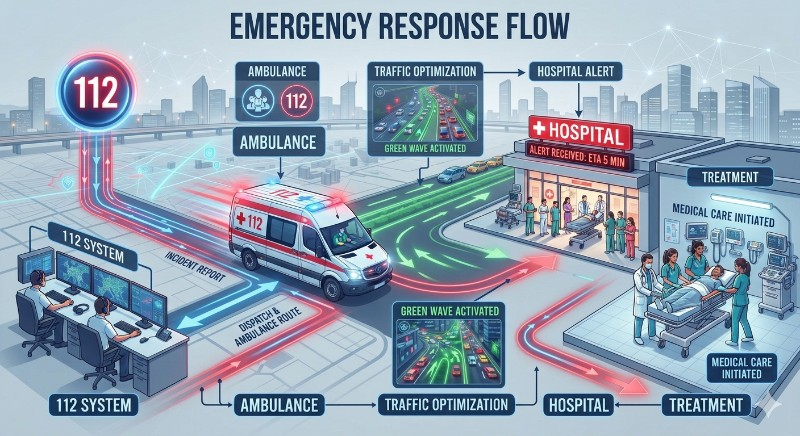 EMERGENCY RESPONSE FLOW
112
AMBULANCE
112
AMBULANCE
TRAFFIC OPTIMIZATION
GREEN WAVE ACTIVATED
HOSPITAL ALERT
HOSPITAL
ALERT RECEIVED: ETA 5 MIN
TREATMENT
MEDICAL CARE INITIATED
112
112
112 SYSTEM
INCIDENT REPORT
DISPATCH &
AMBULANCE ROUTE
GREEN WAVE ACTIVATED
MEDICAL CARE
INITIATED
112 SYSTEM
AMBULANCE
TRAFFIC OPTIMIZATION
HOSPITAL
TREATMENT